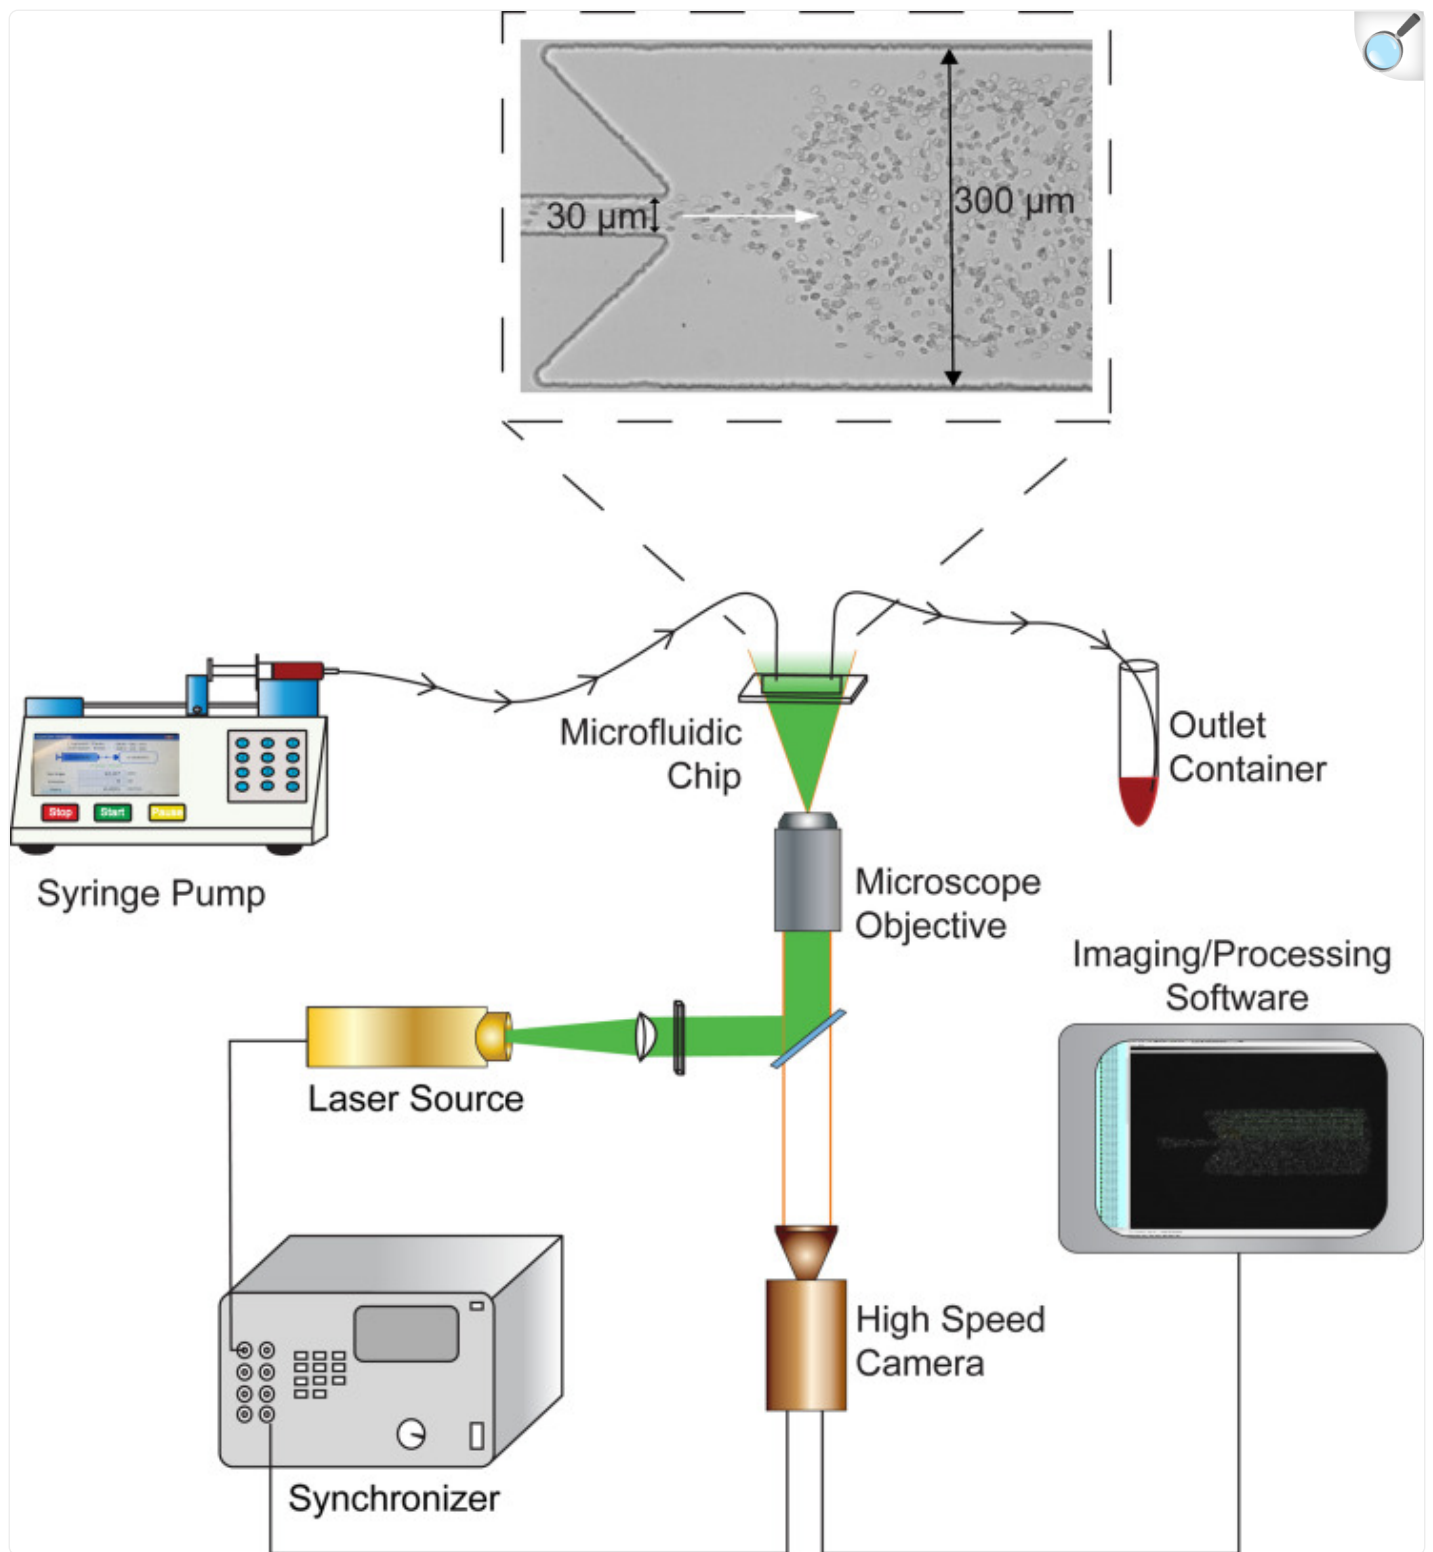 30 µm
300 µm
Microfluidic
Chip
Outlet
Container
Stop
Start
Pause
Syringe Pump
Microscope
Objective
Imaging/Processing
Software
Laser Source
High Speed
Camera
Synchronizer